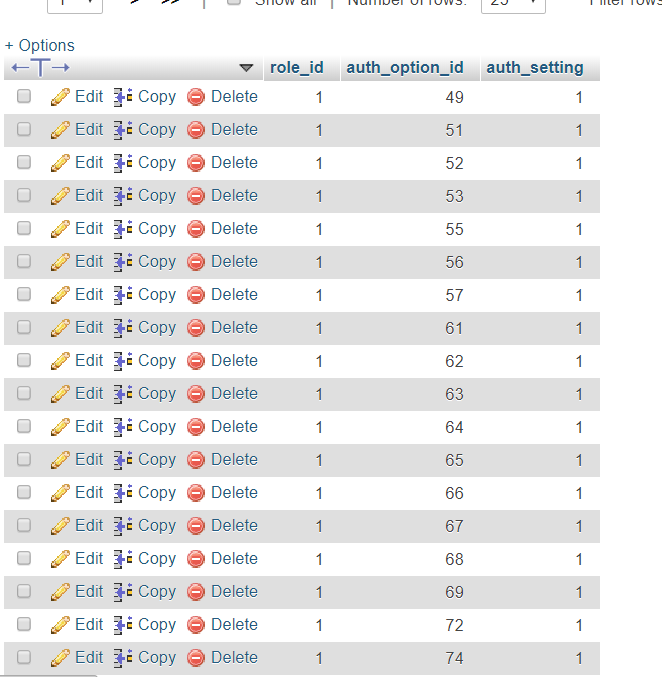 1 > >> | Show all | Number of rows: 25 Filter rows
+ Options
←T→ role_id auth_option_id auth_setting
Edit Copy Delete 1 49 1
Edit Copy Delete 1 51 1
Edit Copy Delete 1 52 1
Edit Copy Delete 1 53 1
Edit Copy Delete 1 55 1
Edit Copy Delete 1 56 1
Edit Copy Delete 1 57 1
Edit Copy Delete 1 61 1
Edit Copy Delete 1 62 1
Edit Copy Delete 1 63 1
Edit Copy Delete 1 64 1
Edit Copy Delete 1 65 1
Edit Copy Delete 1 66 1
Edit Copy Delete 1 67 1
Edit Copy Delete 1 68 1
Edit Copy Delete 1 69 1
Edit Copy Delete 1 72 1
Edit Copy Delete 1 74 1